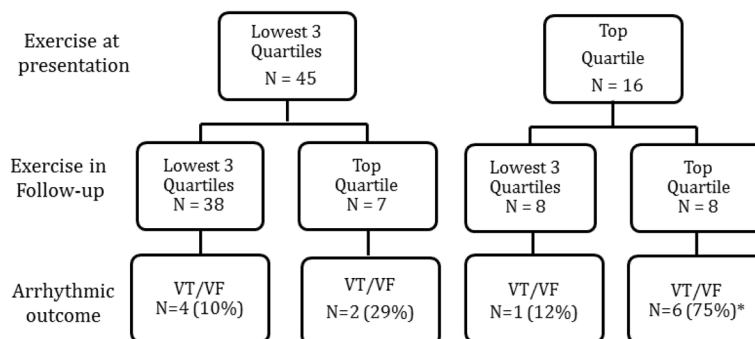 Exercise at
presentation
Lowest 3
Quartiles
N = 45
Top
Quartile
N = 16
Exercise in
Follow-up
Lowest 3
Quartiles
N = 38
Top
Quartile
N = 7
Lowest 3
Quartiles
N = 8
Top
Quartile
N = 8
Arrhythmic
outcome
VT/VF
N=4 (10%)
VT/VF
N=2 (29%)
VT/VF
N=1 (12%)
VT/VF
N=6 (75%)*